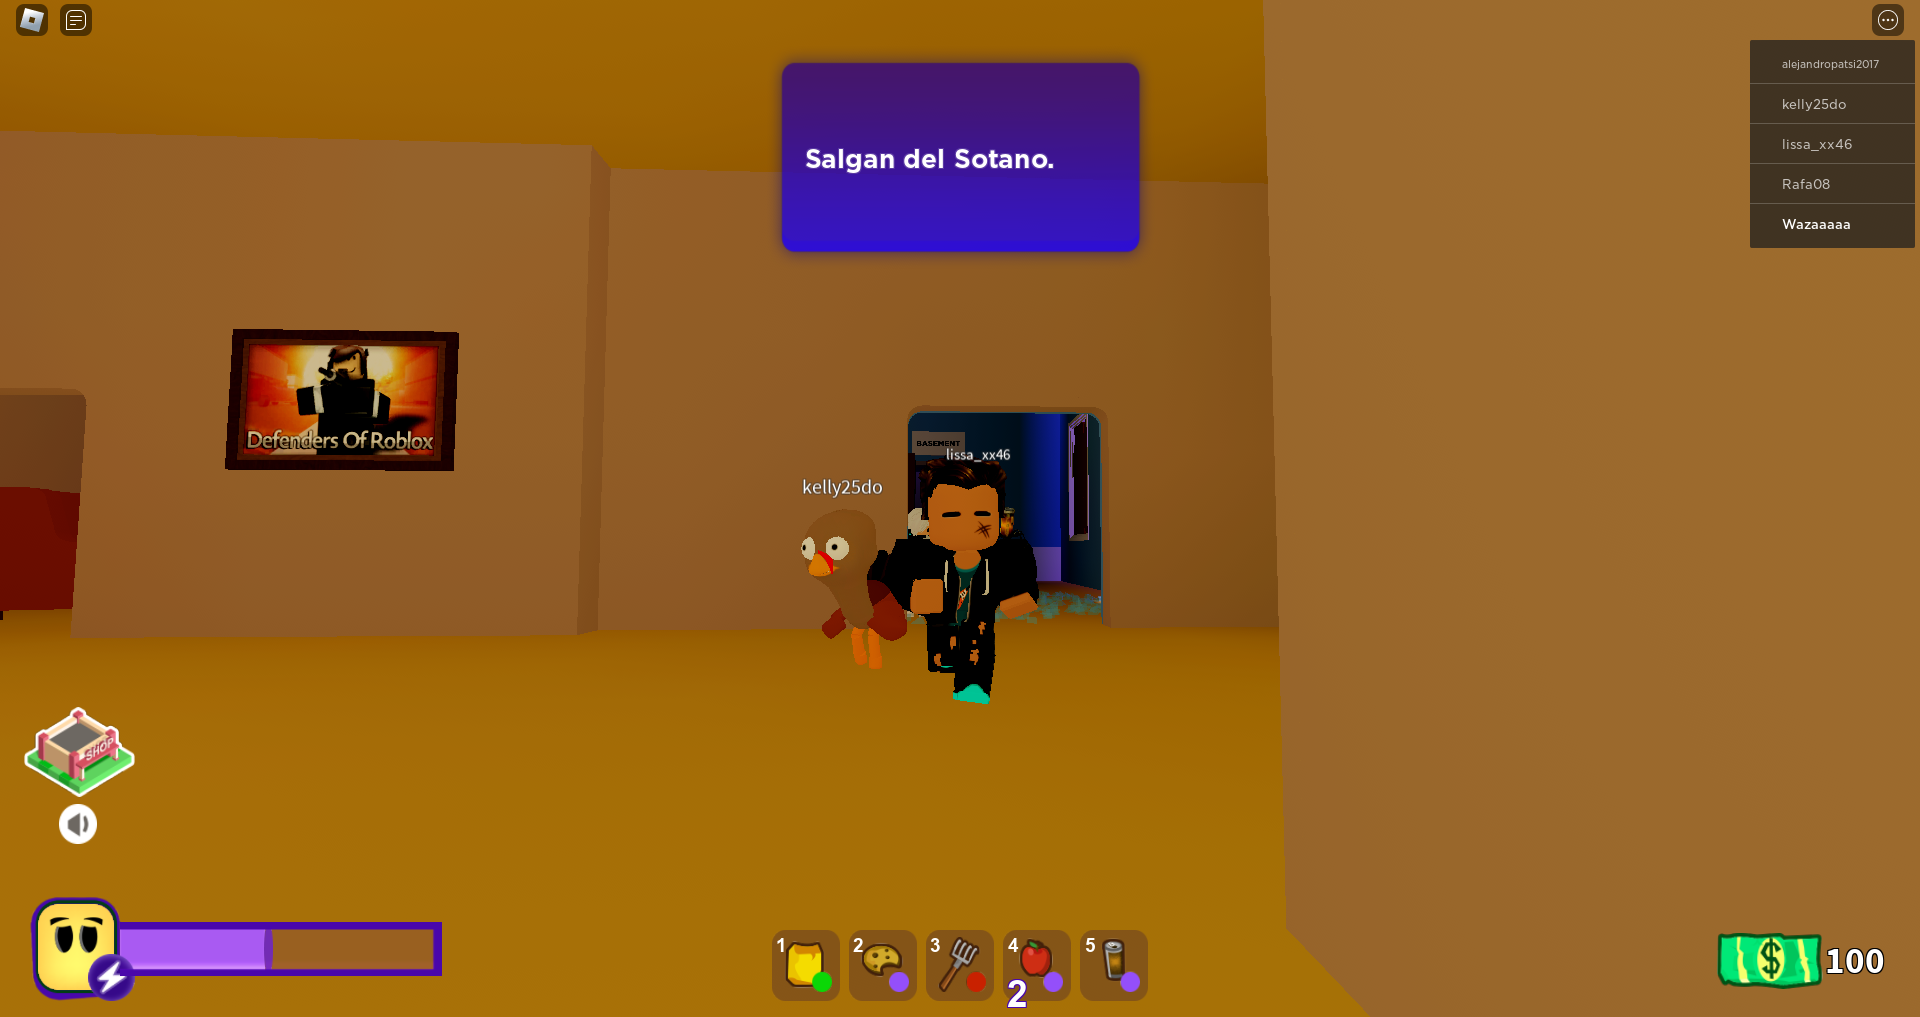 Salgan del Sotano.
alejandropatsi2017
kelly25do
lissa_xx46
Rafa08
Wazaaaaa
Defenders Of Roblox
BASEMENT
lissa_xx46
kelly25do
SHOP
1
2
3
4
5
2
$
100